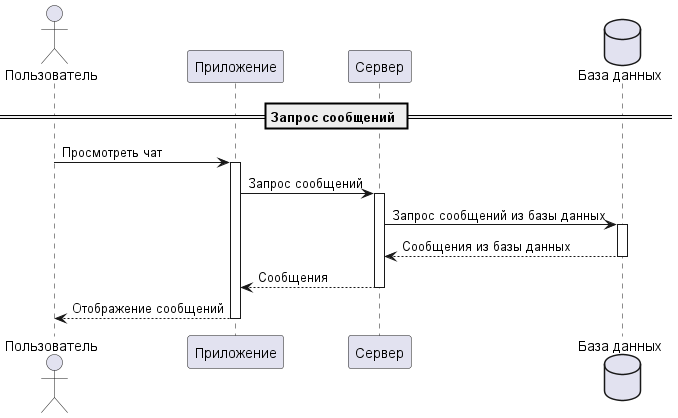 Пользователь
Приложение
Сервер
База данных
Запрос сообщений
Просмотреть чат
Запрос сообщений
Запрос сообщений из базы данных
Сообщения из базы данных
Сообщения
Отображение сообщений
Пользователь
Приложение
Сервер
База данных